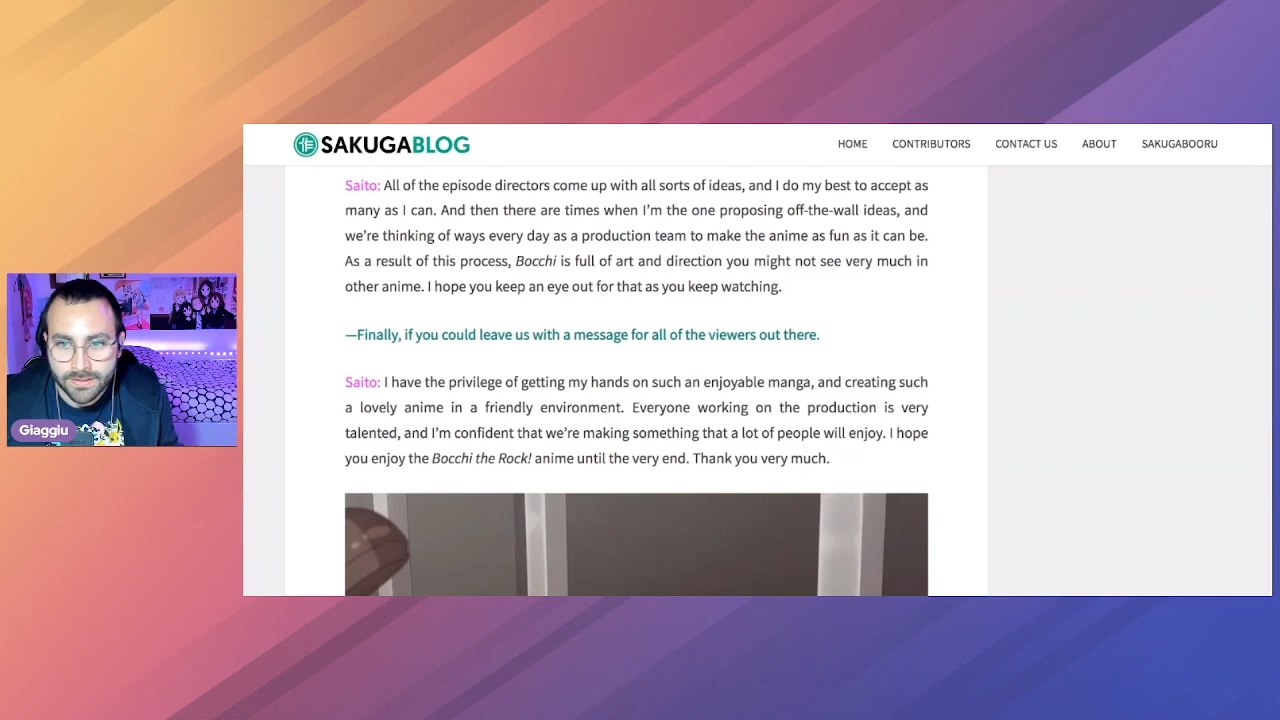 SAKUGABLOG
HOME CONTRIBUTORS CONTACT US ABOUT SAKUGABOORU
Saito: All of the episode directors come up with all sorts of ideas, and I do my best to accept as
many as I can. And then there are times when I'm the one proposing off-the-wall ideas, and
we're thinking of ways every day as a production team to make the anime as fun as it can be.
As a result of this process, Bocchi is full of art and direction you might not see very much in
other anime. I hope you keep an eye out for that as you keep watching.
—Finally, if you could leave us with a message for all of the viewers out there.
Saito: I have the privilege of getting my hands on such an enjoyable manga, and creating such
a lovely anime in a friendly environment. Everyone working on the production is very
talented, and I'm confident that we're making something that a lot of people will enjoy. I hope
you enjoy the Bocchi the Rock! anime until the very end. Thank you very much.
Giaggiu